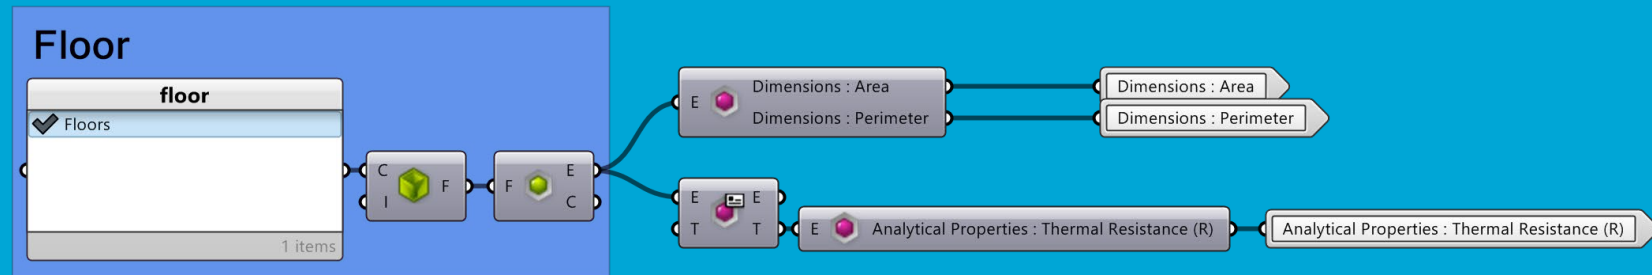 Floor
floor
Floors
1 items
C
I
F
F
E
C
E
Dimensions : Area
Dimensions : Perimeter
Dimensions : Area
Dimensions : Perimeter
E
T
E
T
E
Analytical Properties : Thermal Resistance (R)
Analytical Properties : Thermal Resistance (R)